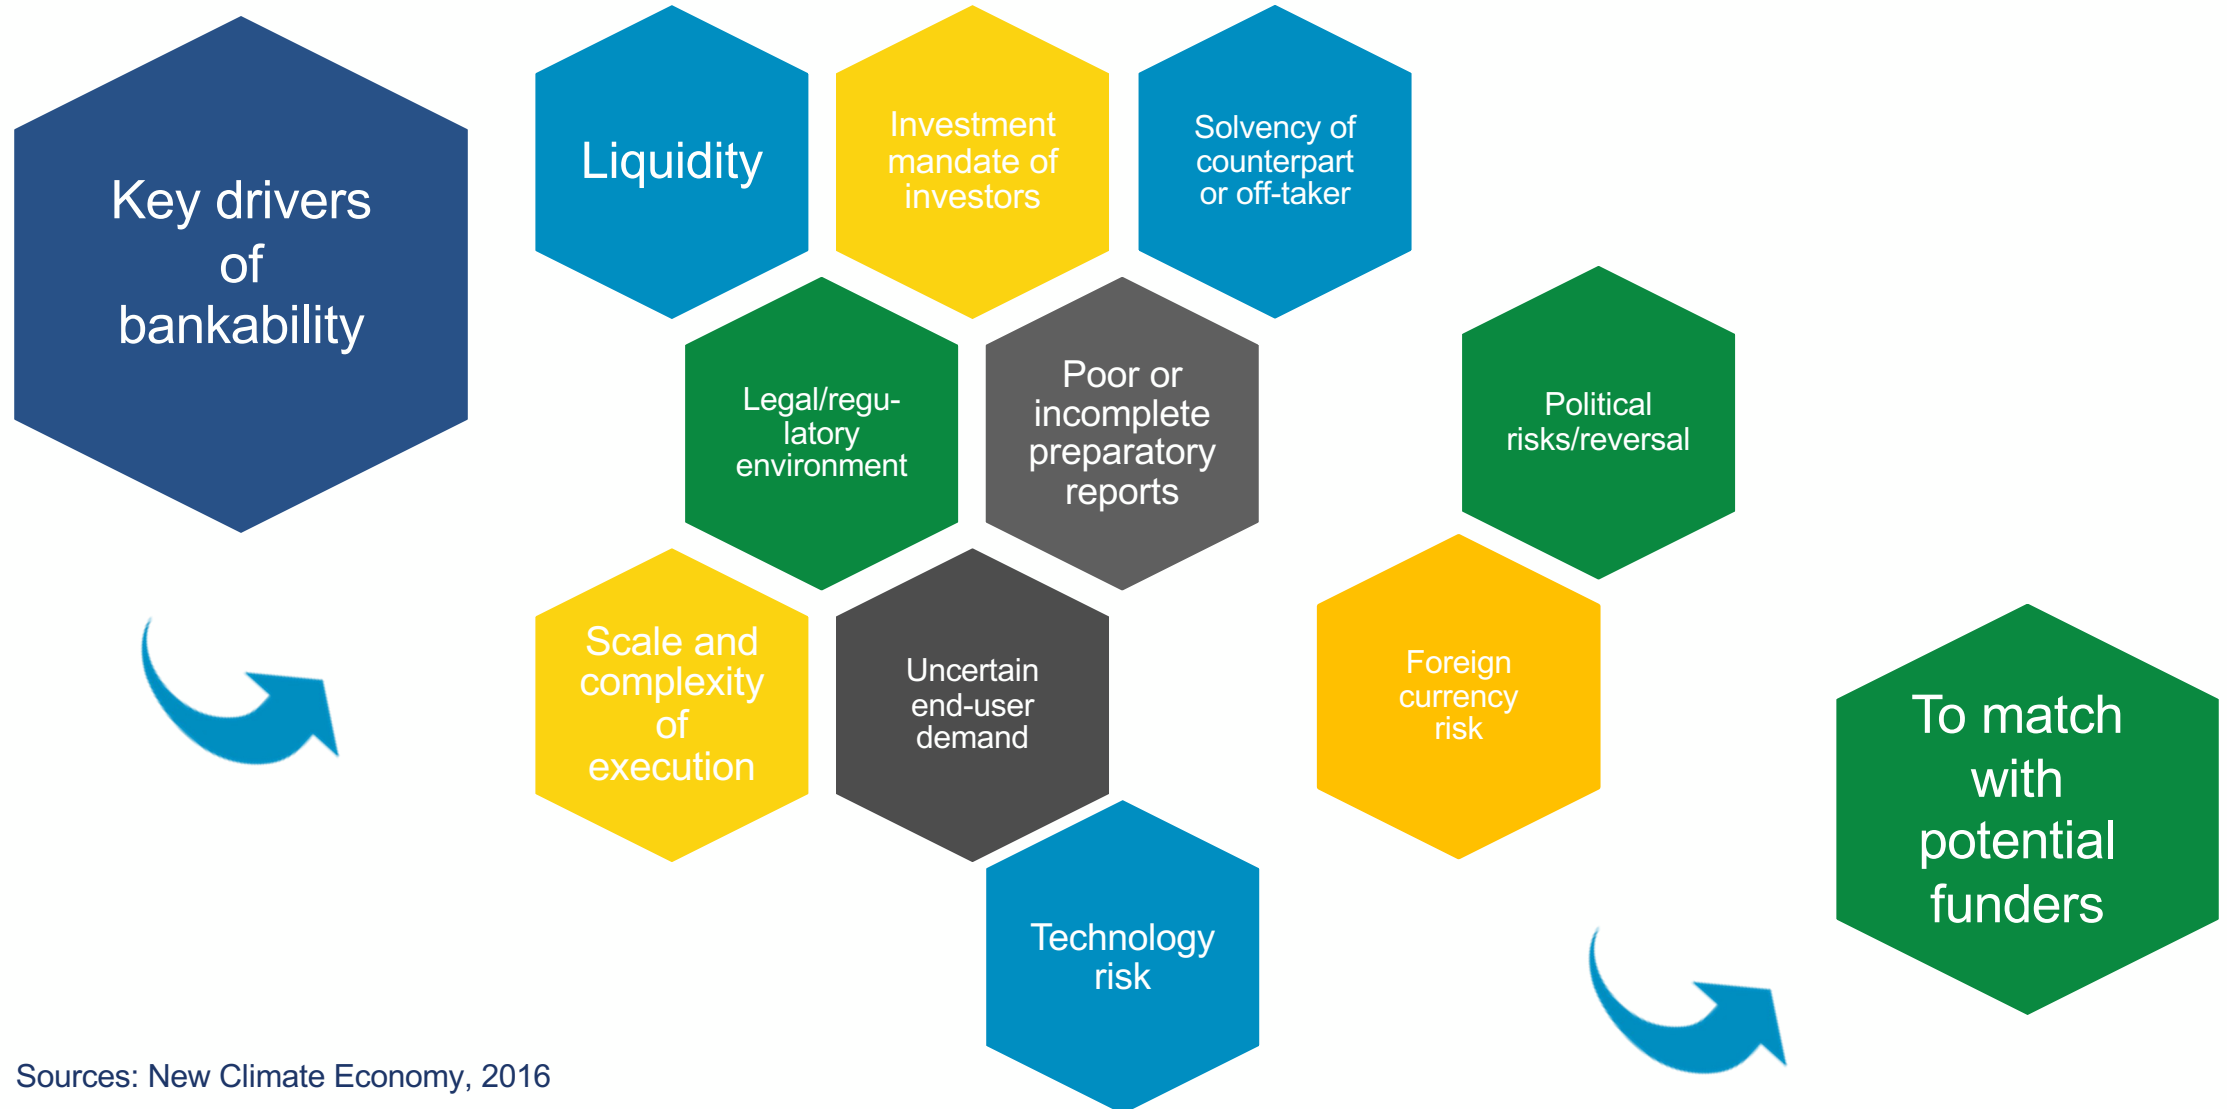 Key drivers
of
bankability
Liquidity
Investment
mandate of
investors
Solvency of
counterpart
or off-taker
Legal/regu-
latory
environment
Poor or
incomplete
preparatory
reports
Political
risks/reversal
Scale and
complexity
of
execution
Uncertain
end-user
demand
Foreign
currency
risk
Technology
risk
To match
with
potential
funders
Sources: New Climate Economy, 2016